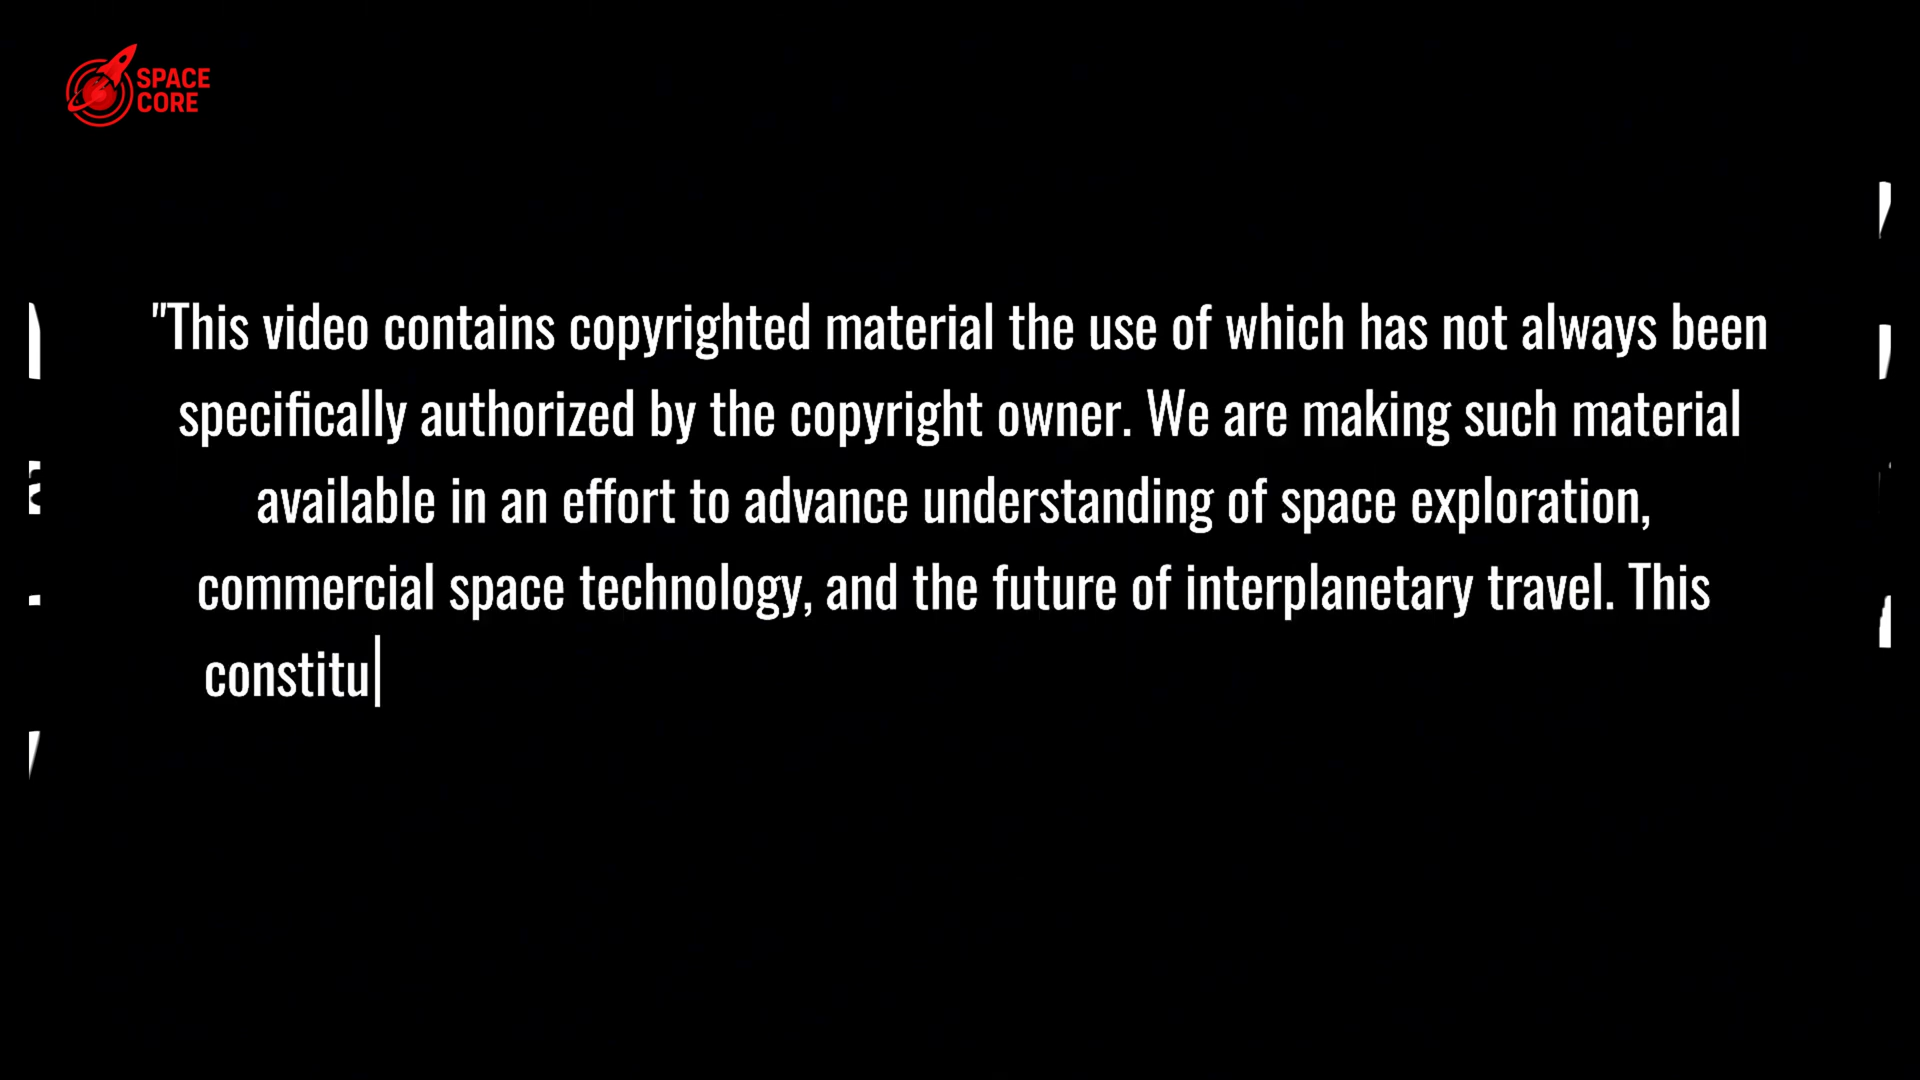 SPACE
CORE
"This video contains copyrighted material the use of which has not always been
specifically authorized by the copyright owner. We are making such material
available in an effort to advance understanding of space exploration,
commercial space technology, and the future of interplanetary travel. This
constitu